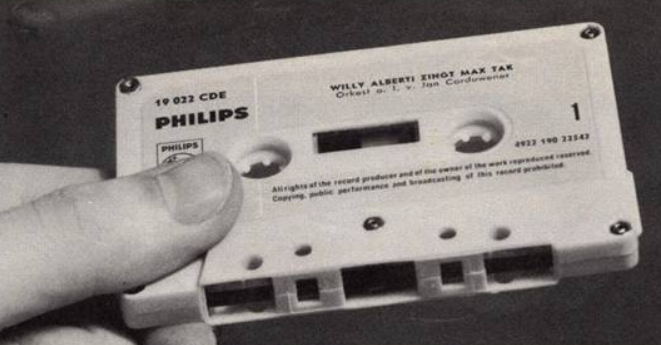 19 022 CDE
PHILIPS
PHILIPS
WILLY ALBERTI ZINGT MAX TAK
Orkest o. l. v. Jan Corduwener
1
4922 190 22542
All rights of the record producer and of the owner of the work reproduced reserved.
Copying, public performance and broadcasting of this record prohibited.